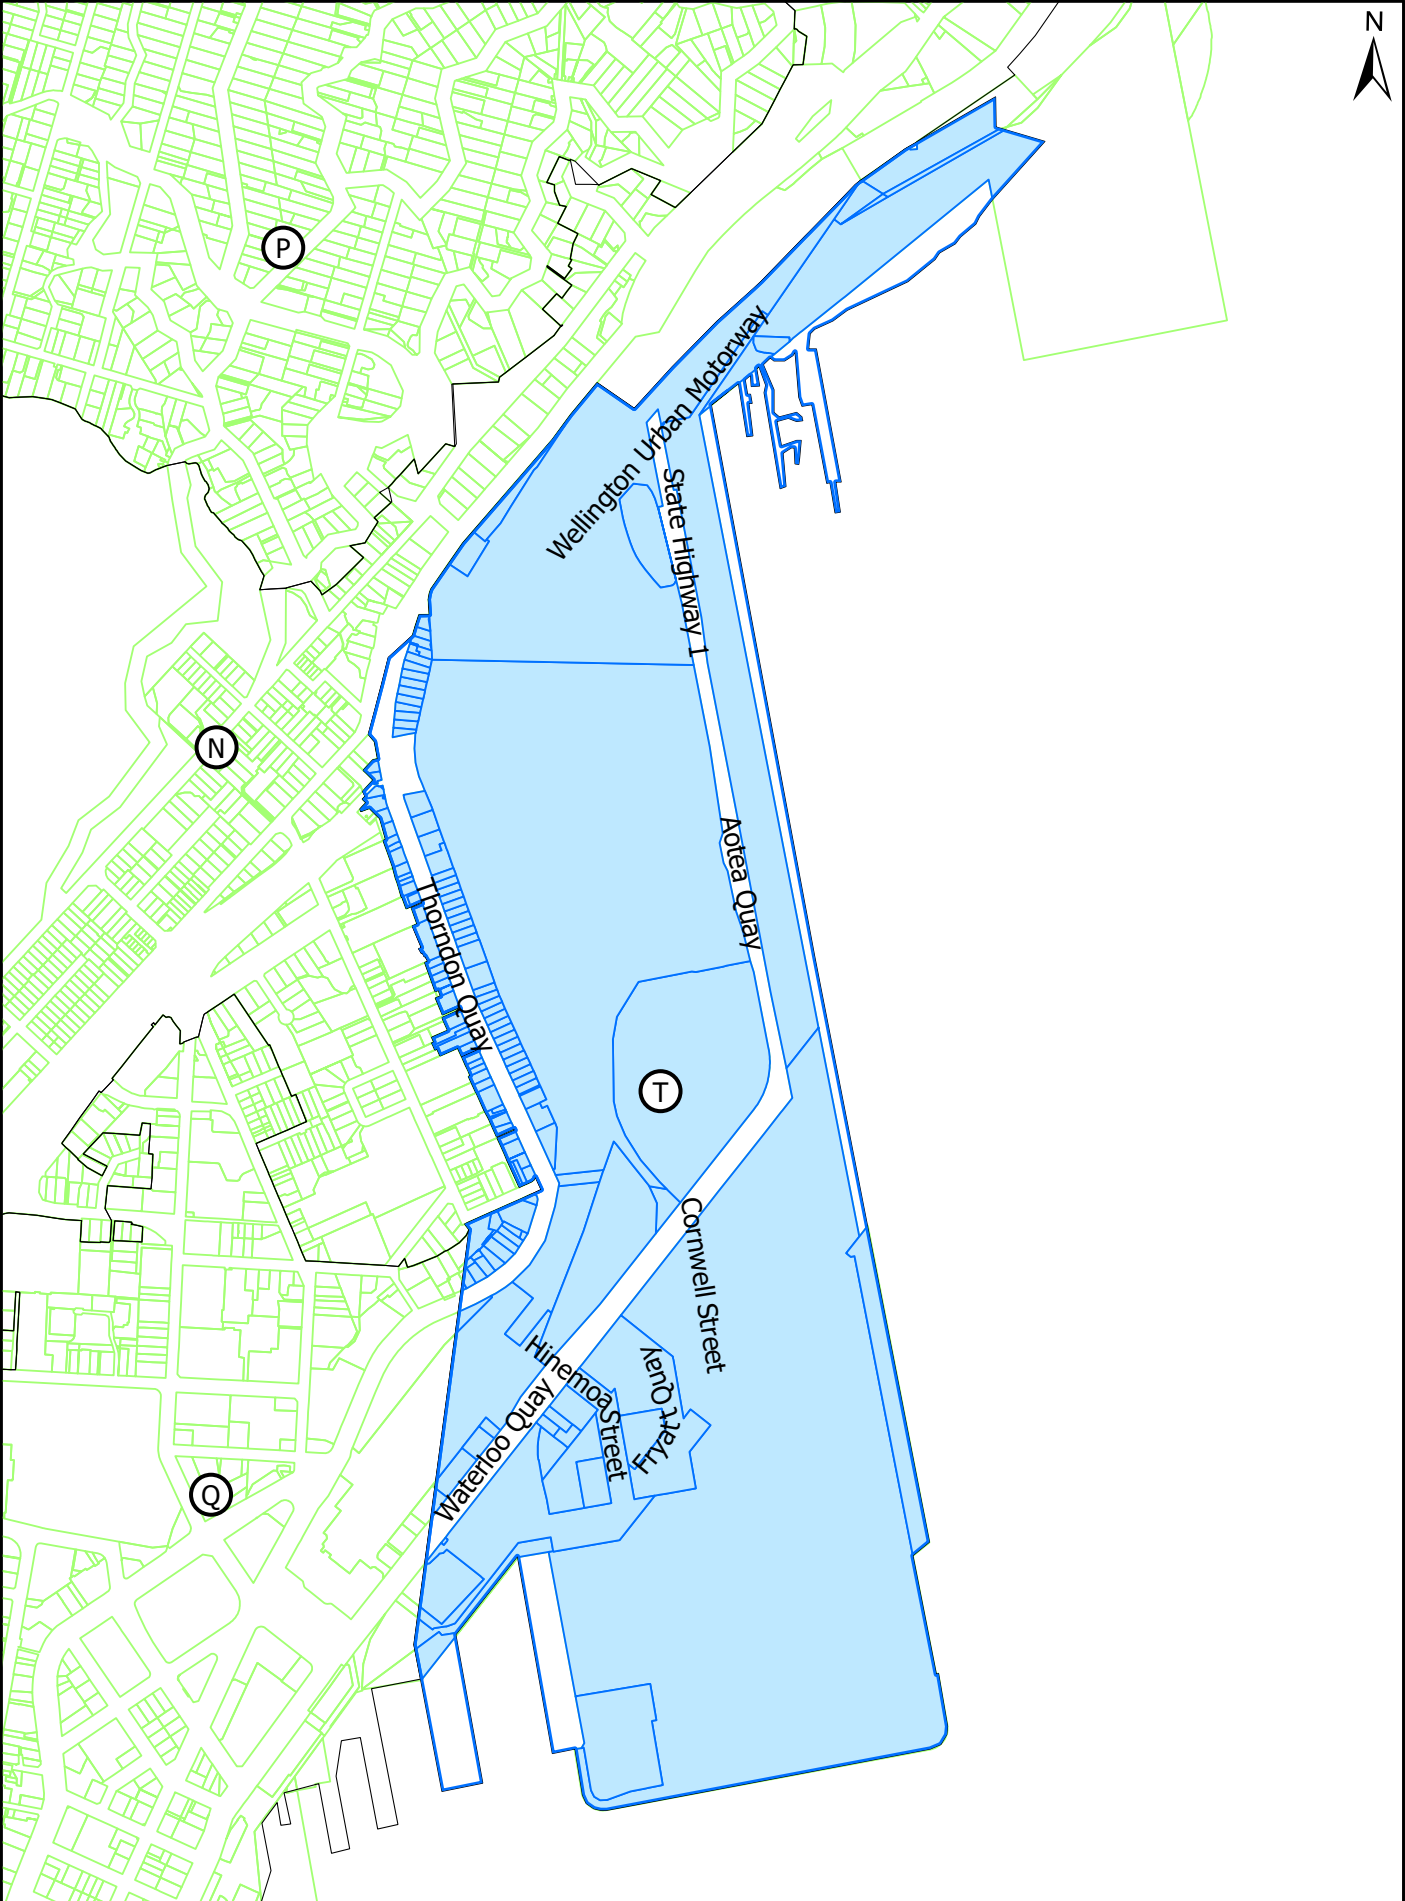 N
P
Wellington Urban Motorway
State Highway 1
N
Aotea Quay
Thorndon Quay
T
Cornwell Street
Hinemoa Street
Fryatt Quay
Waterloo Quay
Q